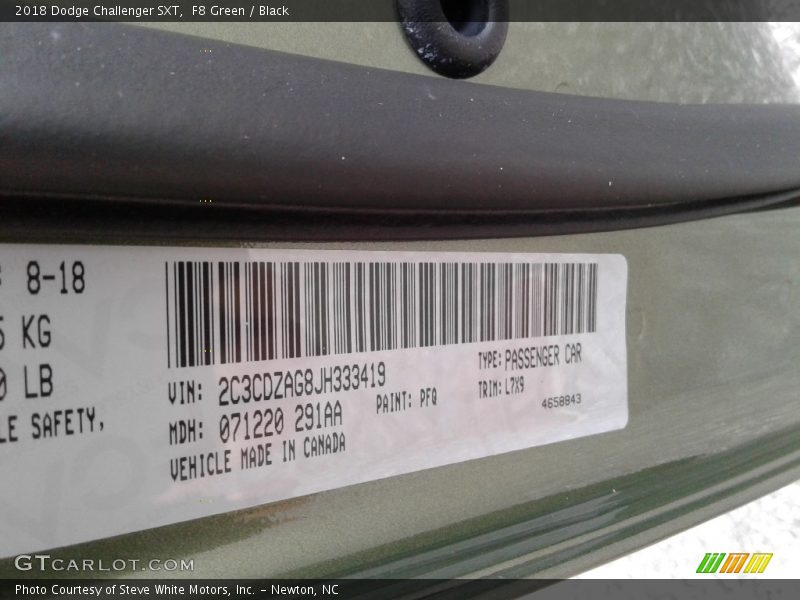 2018 Dodge Challenger SXT,  F8 Green / Black
8-18
KG
LB
LE SAFETY,
VIN: 2C3CDZAG8JH333419
TYPE: PASSENGER CAR
MDH: 071220 291AA
PAINT: PFQ
TRIM: L7X9
VEHICLE MADE IN CANADA
4658843
GTCARLOT.COM
Photo Courtesy of Steve White Motors, Inc. – Newton, NC